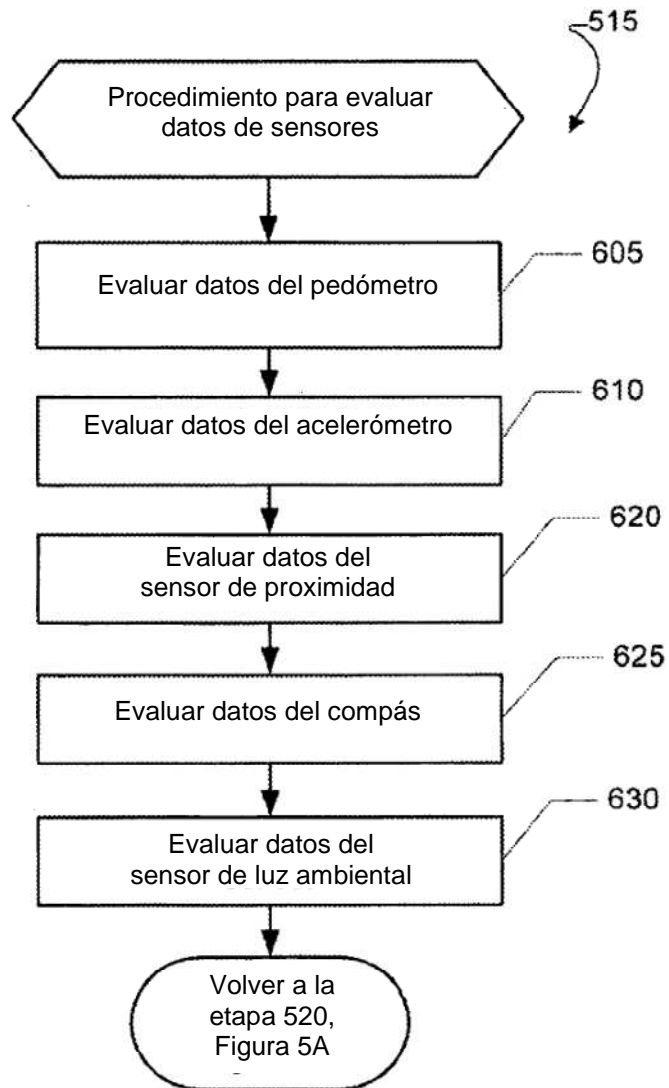 515
Procedimiento para evaluar
datos de sensores
605
Evaluar datos del pedómetro
610
Evaluar datos del acelerómetro
620
Evaluar datos del
sensor de proximidad
625
Evaluar datos del compás
630
Evaluar datos del
sensor de luz ambiental
Volver a la
etapa 520,
Figura 5A